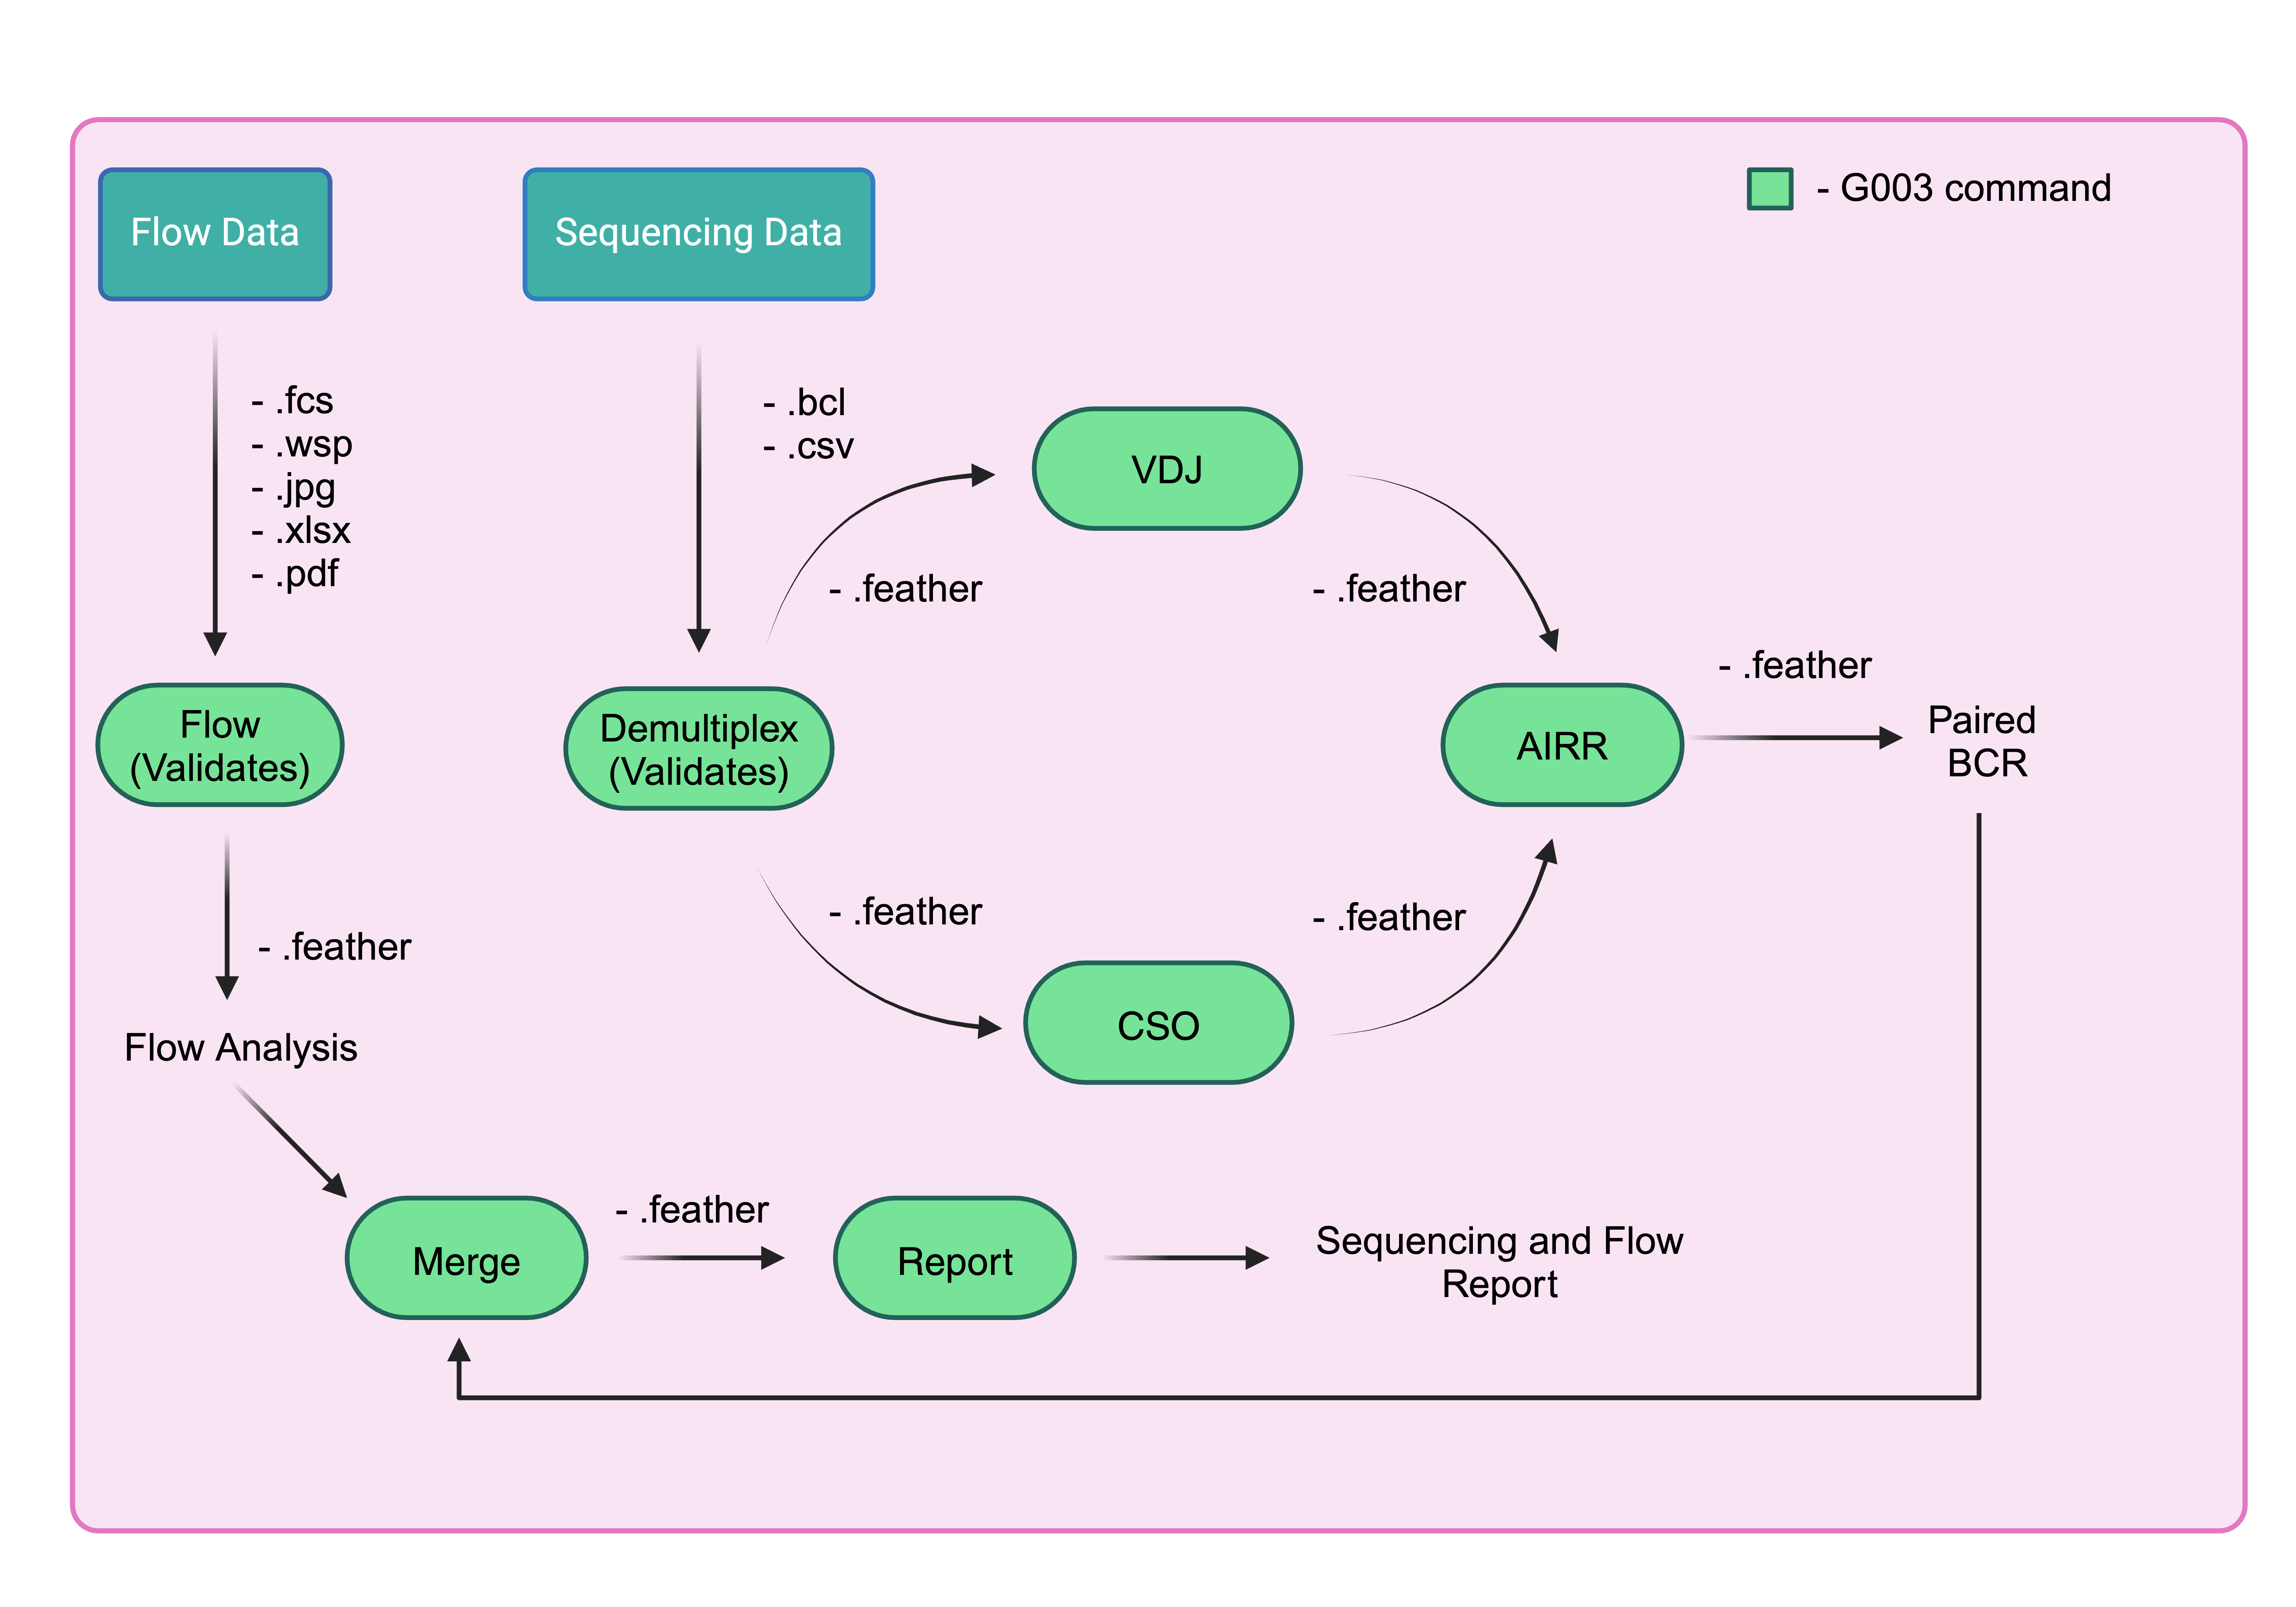 Flow Data
Sequencing Data
- G003 command
- .fcs
- .wsp
- .jpg
- .xlsx
- .pdf
- .bcl
- .csv
VDJ
- .feather
- .feather
- .feather
Flow
(Validates)
Demultiplex
(Validates)
AIRR
Paired
BCR
- .feather
- .feather
- .feather
CSO
Flow Analysis
- .feather
Merge
Report
Sequencing and Flow
Report